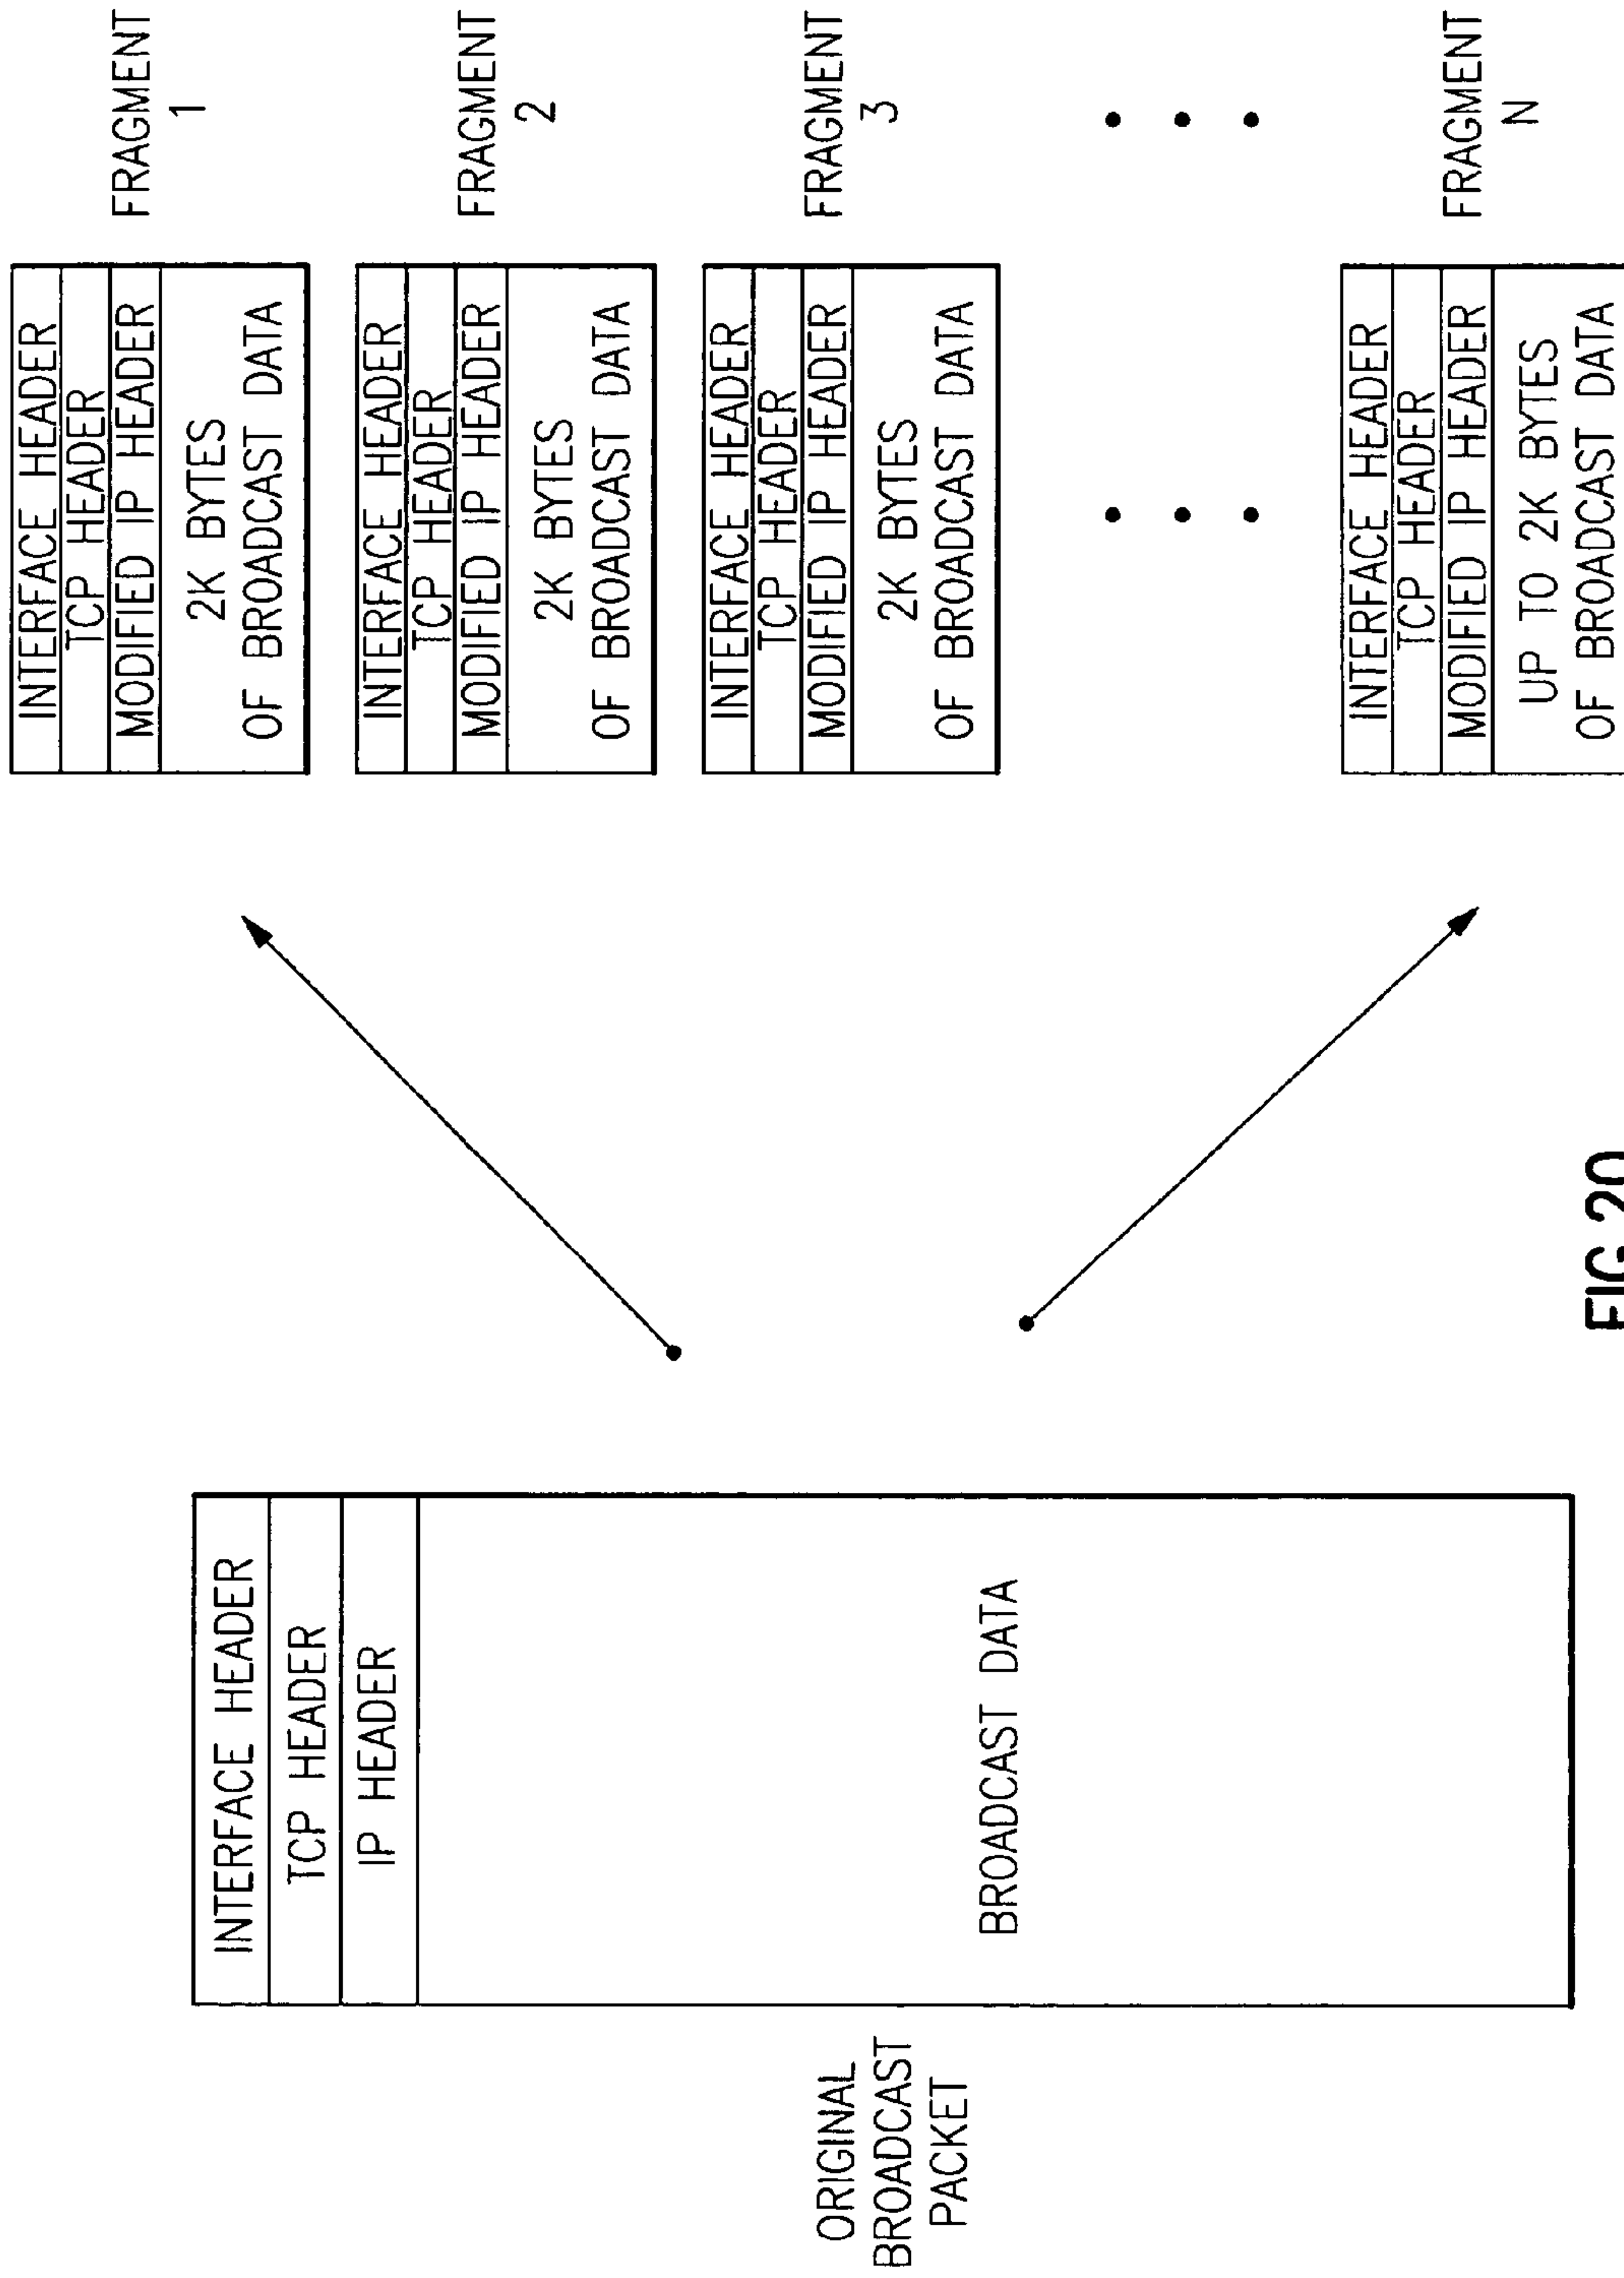 ORIGINAL
BROADCAST
PACKET
INTERFACE HEADER
TCP HEADER
IP HEADER
BROADCAST DATA
INTERFACE HEADER
TCP HEADER
MODIFIED IP HEADER
2K BYTES
OF BROADCAST DATA
FRAGMENT
1
INTERFACE HEADER
TCP HEADER
MODIFIED IP HEADER
2K BYTES
OF BROADCAST DATA
FRAGMENT
2
INTERFACE HEADER
TCP HEADER
MODIFIED IP HEADER
2K BYTES
OF BROADCAST DATA
FRAGMENT
3
INTERFACE HEADER
TCP HEADER
MODIFIED IP HEADER
UP TO 2K BYTES
OF BROADCAST DATA
FRAGMENT
N
FIG.20